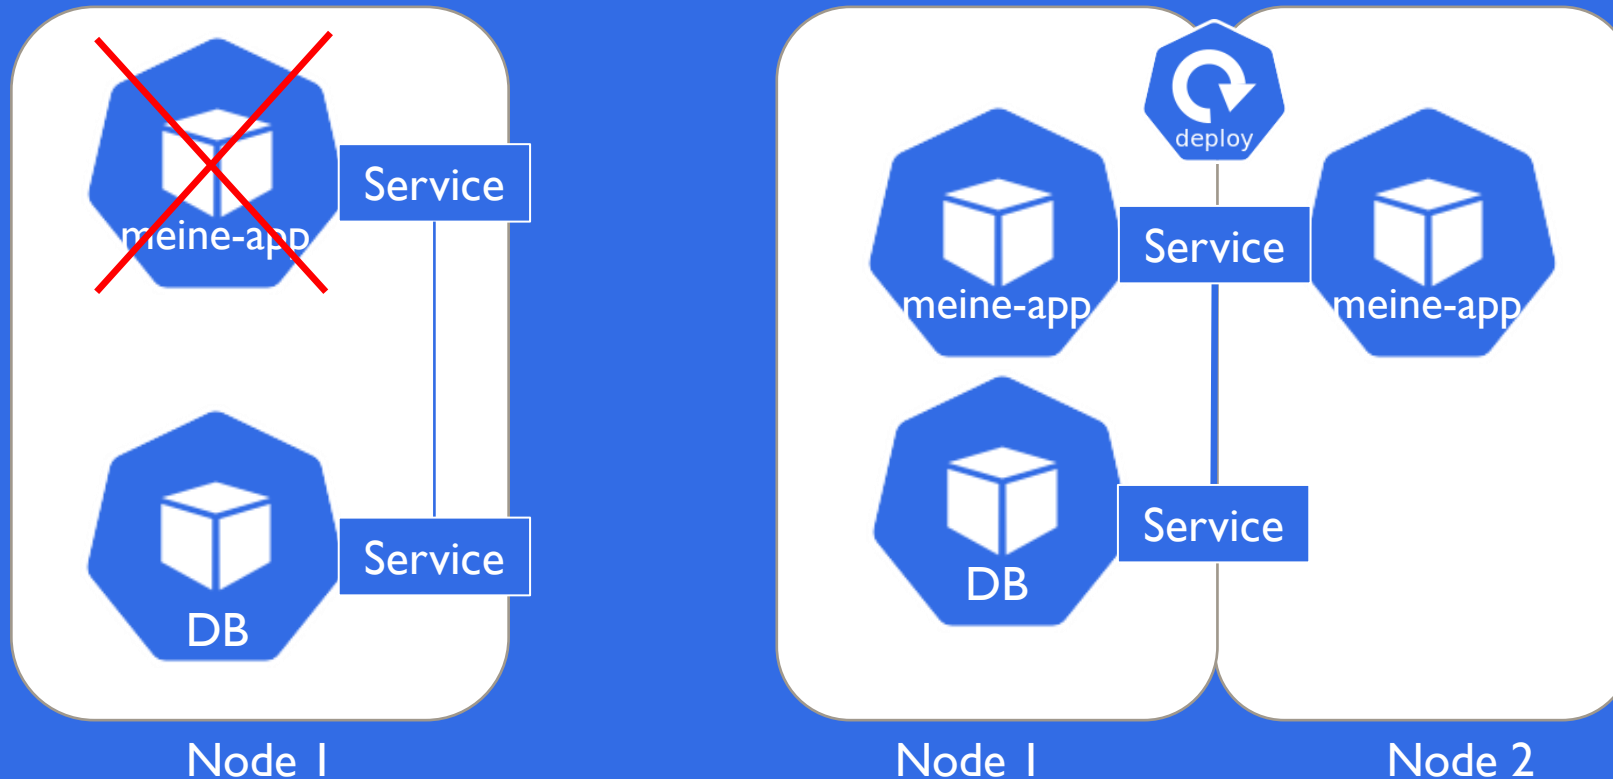 meine-app
Service
Service
DB
Node 1
deploy
meine-app
Service
meine-app
DB
Service
Node 1
Node 2